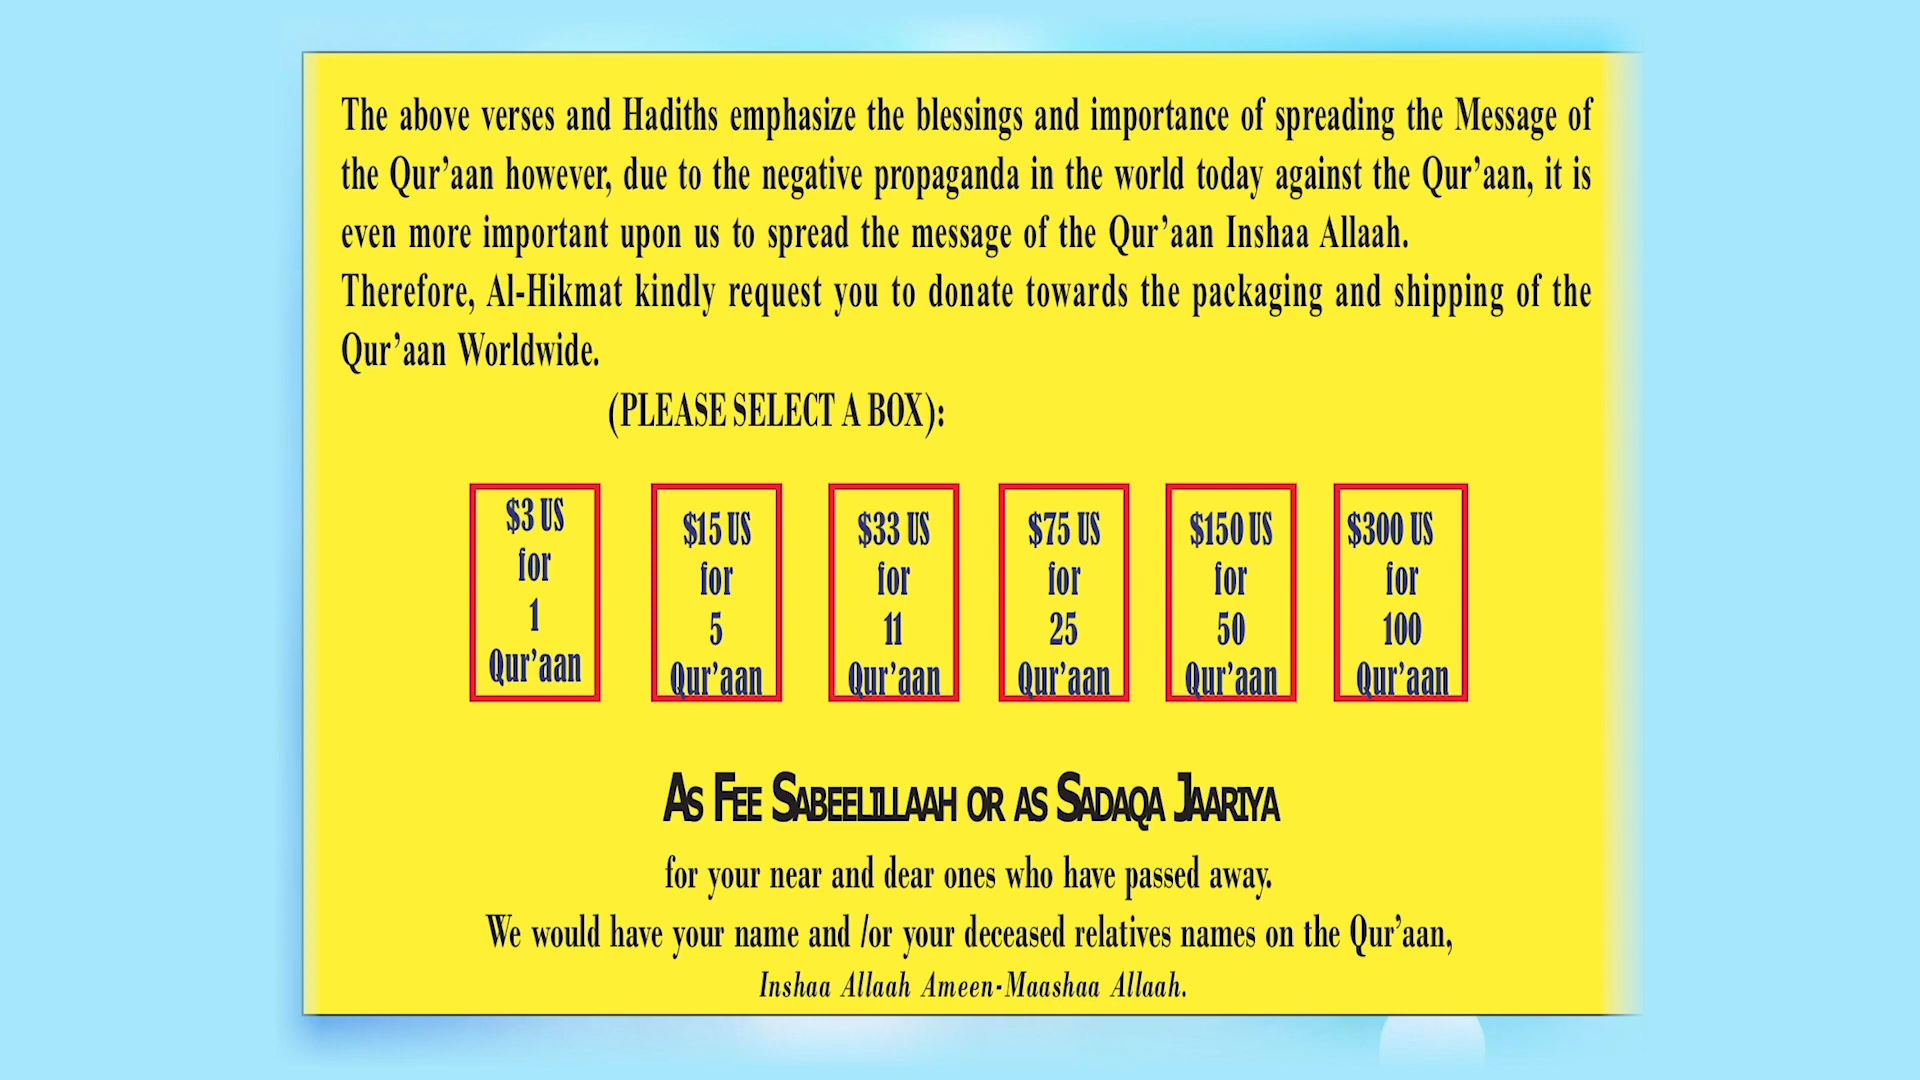 The above verses and Hadiths emphasize the blessings and importance of spreading the Message of
the Qur’aan however, due to the negative propaganda in the world today against the Qur’aan, it is
even more important upon us to spread the message of the Qur’aan Inshaa Allaah.
Therefore, Al-Hikmat kindly request you to donate towards the packaging and shipping of the
Qur’aan Worldwide.
(PLEASE SELECT A BOX):
$3 US
for
1
Qur’aan
$15 US
for
5
Qur’aan
$33 US
for
11
Qur’aan
$75 US
for
25
Qur’aan
$150 US
for
50
Qur’aan
$300 US
for
100
Qur’aan
AS FEE SABEELILLAAH OR AS SADAQA JAARIYA
for your near and dear ones who have passed away.
We would have your name and /or your deceased relatives names on the Qur’aan,
Inshaa Allaah Ameen-Maashaa Allaah.